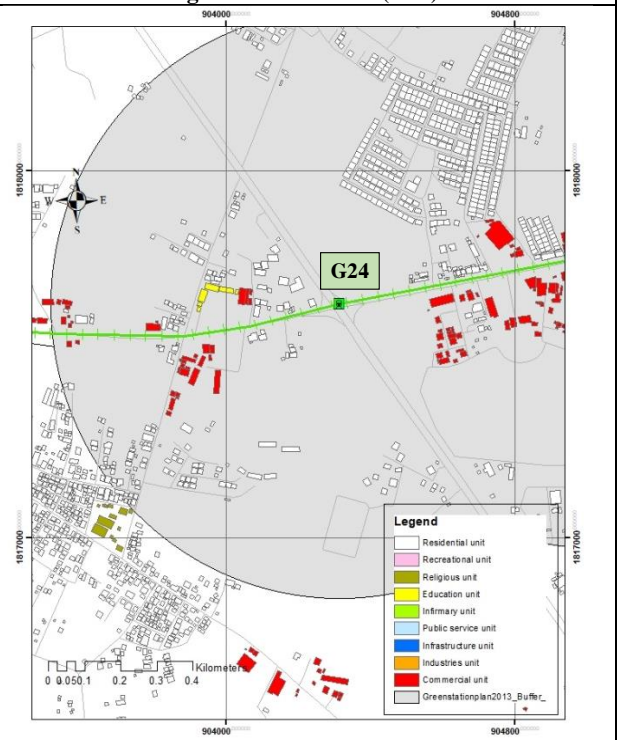 904000 904800
1818000 1818000
N
W E
S
G24
1817000 1817000
Legend
Residential unit
Recreational unit
Religious unit
Education unit
Infirmary unit
Public service unit
Infrastructure unit
Industries unit
Commercial unit
Greenstationplan2013_Buffer_
Kilometers
0 0.050.1 0.2 0.3 0.4
904000 904800